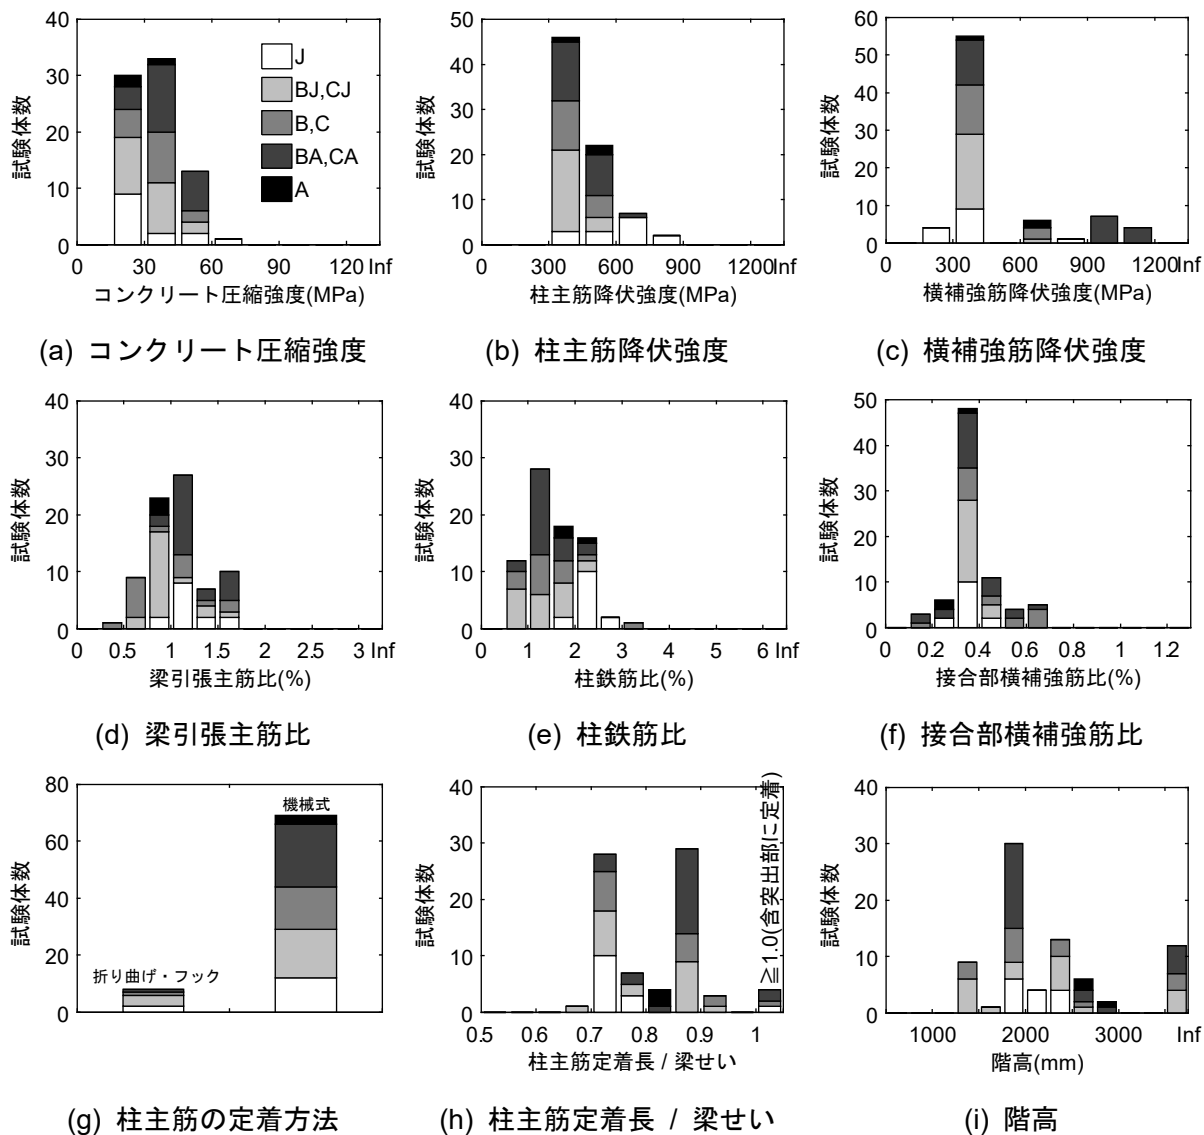 40
30
20
10
0
試験体数
J
BJ,CJ
B,C
BA,CA
A
0 30 60 90 120 Inf
コンクリート圧縮強度(MPa)
(a) コンクリート圧縮強度
50
40
30
20
10
0
試験体数
0 300 600 900 1200Inf
柱主筋降伏強度(MPa)
(b) 柱主筋降伏強度
60
50
40
30
20
10
0
試験体数
0 300 600 900 1200Inf
横補強筋降伏強度(MPa)
(c) 横補強筋降伏強度
40
30
20
10
0
試験体数
0 0.5 1 1.5 2 2.5 3 Inf
梁引張主筋比(%)
(d) 梁引張主筋比
40
30
20
10
0
試験体数
0 1 2 3 4 5 6 Inf
柱鉄筋比(%)
(e) 柱鉄筋比
50
40
30
20
10
0
試験体数
0 0.2 0.4 0.6 0.8 1 1.2
接合部横補強筋比(%)
(f) 接合部横補強筋比
80
60
40
20
0
試験体数
機械式
折り曲げ・フック
(g) 柱主筋の定着方法
40
30
20
10
0
試験体数
≧1.0(含突出部に定着)
0.5 0.6 0.7 0.8 0.9 1
柱主筋定着長 / 梁せい
(h) 柱主筋定着長 / 梁せい
40
30
20
10
0
試験体数
1000 2000 3000 Inf
階高(mm)
(i) 階高